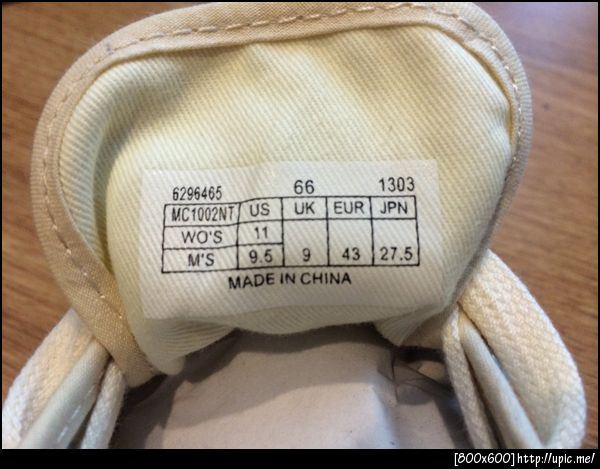 6296465 66 1303
MC1002NT US UK EUR JPN
WO'S 11
M'S 9.5 9 43 27.5
MADE IN CHINA
[800x600]http://upic.me/